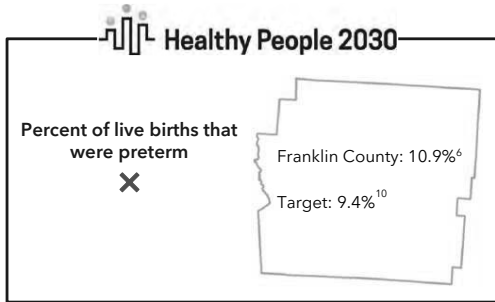 Healthy People 2030
Percent of live births that
were preterm
Franklin County: 10.9%⁶
Target: 9.4%¹⁰